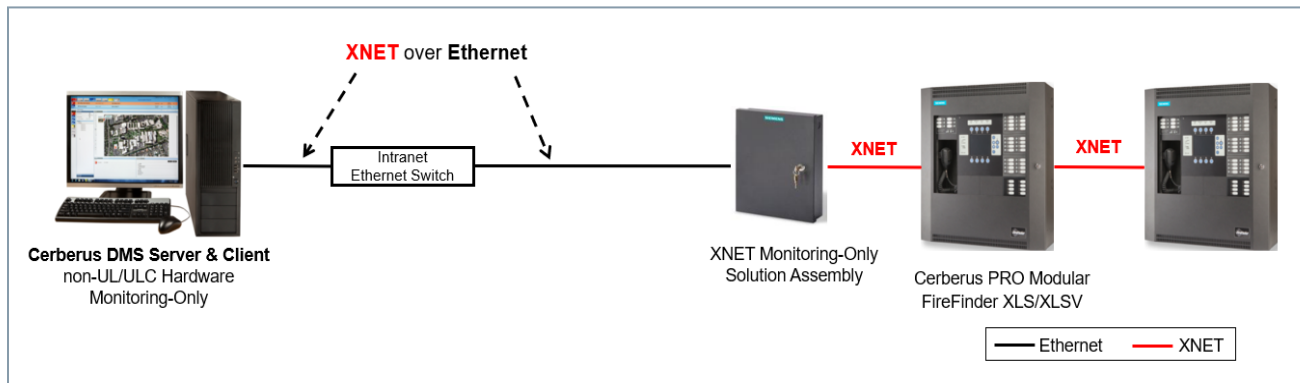 XNET over Ethernet
Intranet
Ethernet Switch
XNET
XNET
Cerberus DMS Server & Client
non-UL/ULC Hardware
Monitoring-Only
XNET Monitoring-Only
Solution Assembly
Cerberus PRO Modular
FireFinder XLS/XLSV
Ethernet
XNET